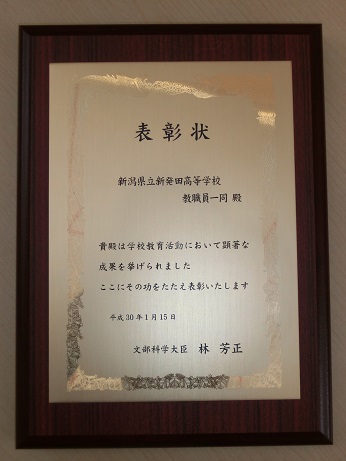 表彰状
新潟県立新発田高等学校
教職員一同 殿
貴殿は学校教育活動において顕著な
成果を挙げられました
ここにその功をたたえ表彰いたします
平成30年1月15日
文部科学大臣 林 芳正